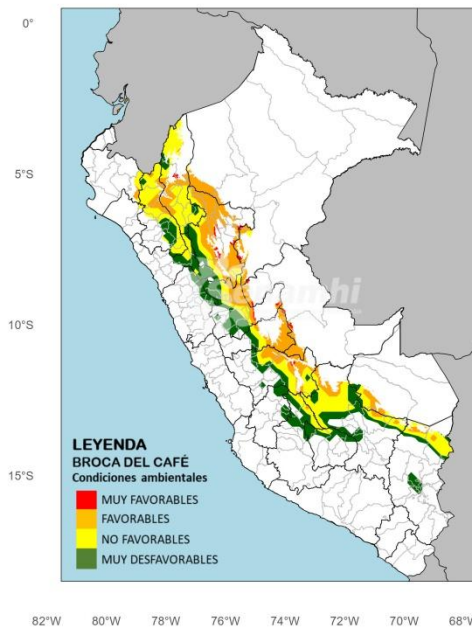 0°
5°S
10°S
15°S
senamhi
LEYENDA
BROCA DEL CAFÉ
Condiciones ambientales
MUY FAVORABLES
FAVORABLES
NO FAVORABLES
MUY DESFAVORABLES
82°W 80°W 78°W 76°W 74°W 72°W 70°W 68°W